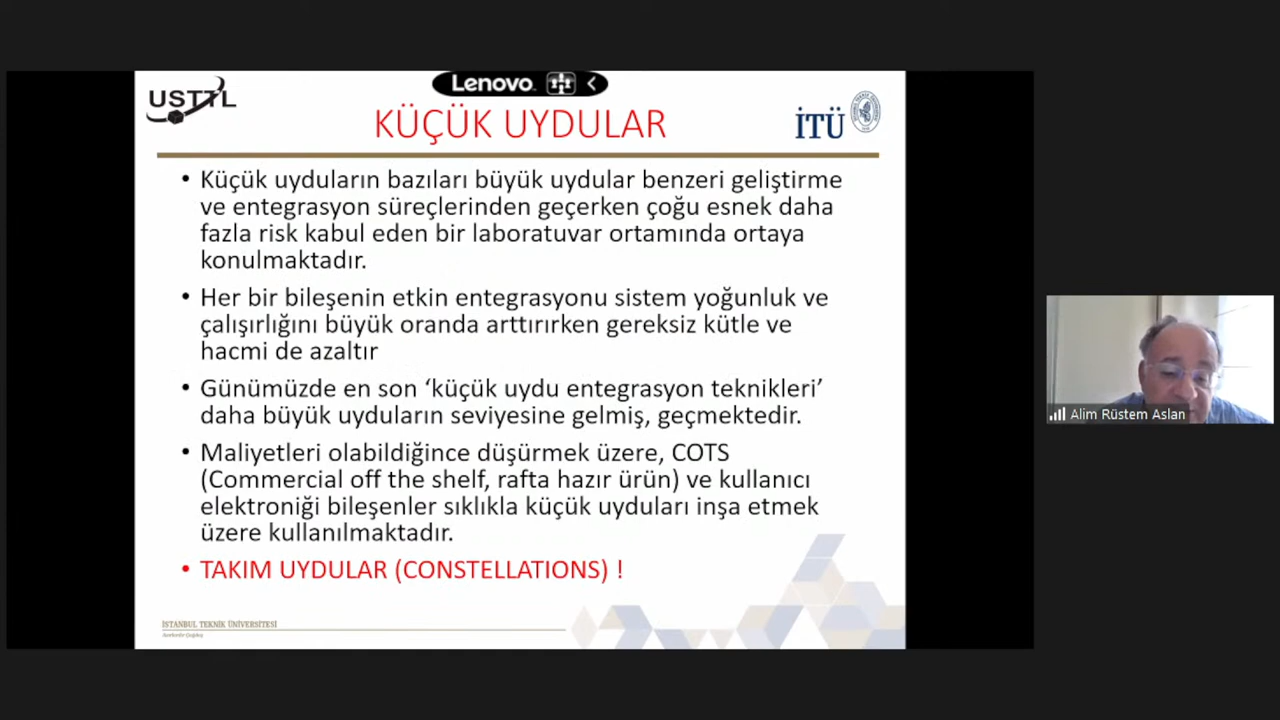 Lenovo
USTTL
KÜÇÜK UYDULAR
İTÜ
• Küçük uyduların bazıları büyük uydular benzeri geliştirme
ve entegrasyon süreçlerinden geçerken çoğu esnek daha
fazla risk kabul eden bir laboratuvar ortamında ortaya
konulmaktadır.
• Her bir bileşenin etkin entegrasyonu sistem yoğunluk ve
çalışırlığını büyük oranda arttırırken gereksiz kütle ve
hacmi de azaltır
• Günümüzde en son ‘küçük uydu entegrasyon teknikleri’
daha büyük uyduların seviyesine gelmiş, geçmektedir.
• Maliyetleri olabildiğince düşürmek üzere, COTS
(Commercial off the shelf, rafta hazır ürün) ve kullanıcı
elektroniği bileşenler sıklıkla küçük uyduları inşa etmek
üzere kullanılmaktadır.
• TAKIM UYDULAR (CONSTELLATIONS) !
İSTANBUL TEKNİK ÜNİVERSİTESİ
Asırlardır Çağdaş
Alim Rüstem Aslan